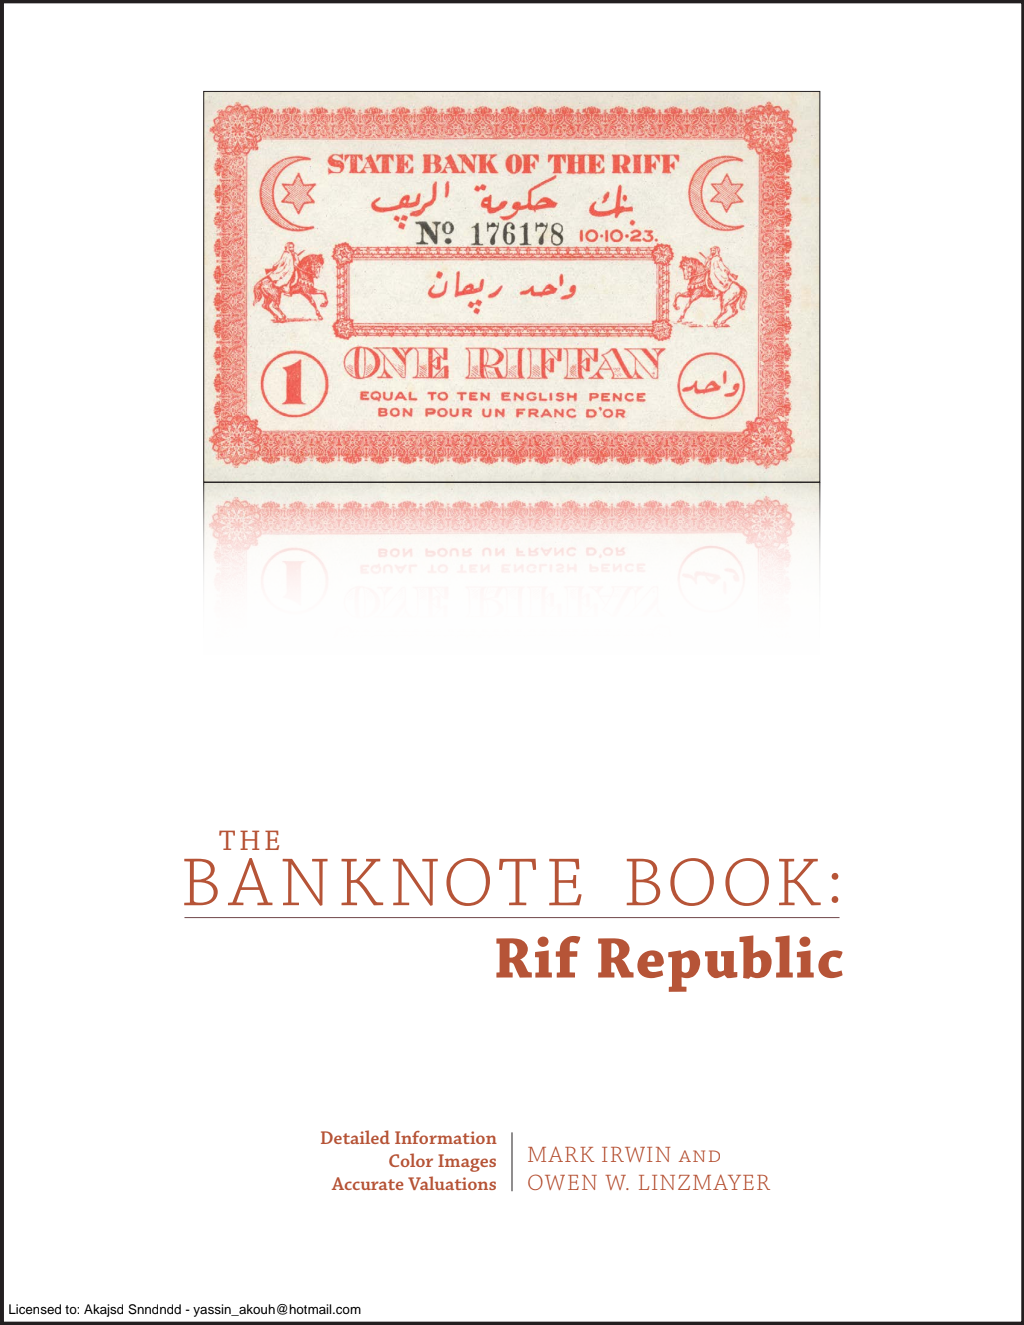 STATE BANK OF THE RIFF
بنك حكومة الريف
Nº 176178 10·10·23.
واحد ريفان
ONE RIFFAN
1
واحد
EQUAL TO TEN ENGLISH PENCE
BON POUR UN FRANC D'OR
THE
BANKNOTE BOOK:
Rif Republic
Detailed Information
Color Images
Accurate Valuations
MARK IRWIN AND
OWEN W. LINZMAYER
Licensed to: Akajsd Snndndd - yassin_akouh@hotmail.com